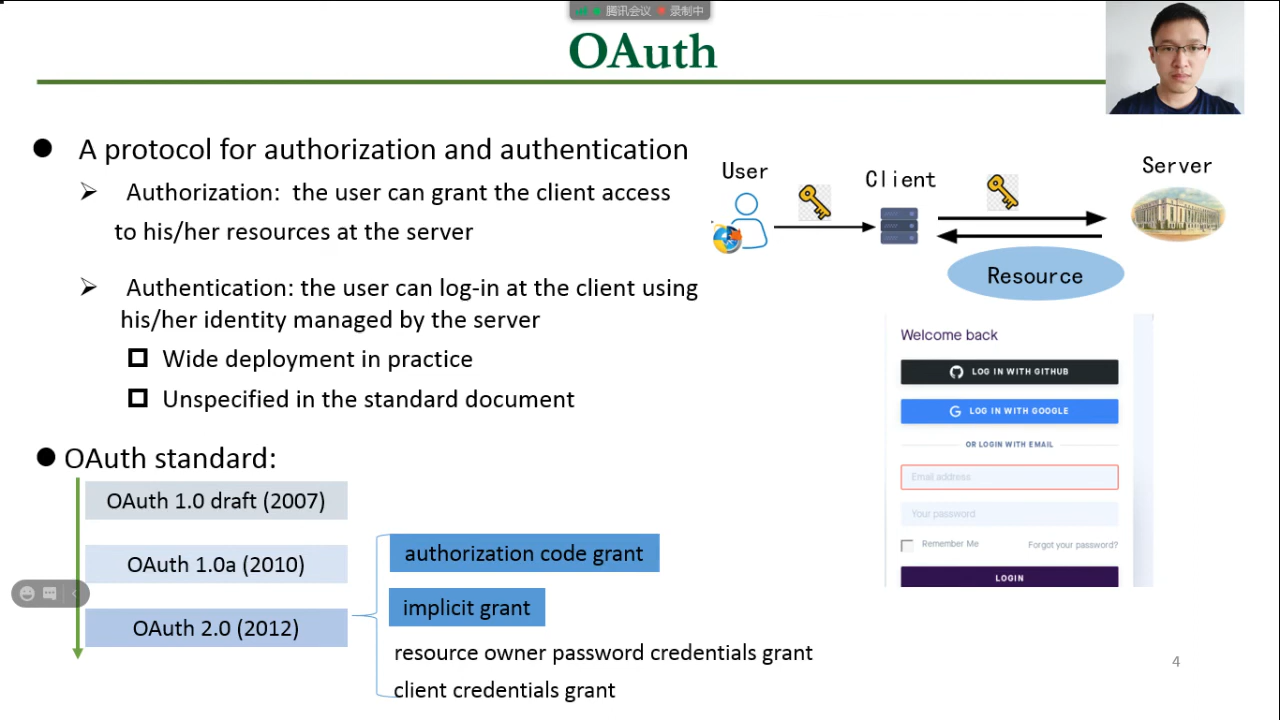 腾讯会议 录制中
OAuth
A protocol for authorization and authentication
Authorization: the user can grant the client access
to his/her resources at the server
Authentication: the user can log-in at the client using
his/her identity managed by the server
Wide deployment in practice
Unspecified in the standard document
OAuth standard:
OAuth 1.0 draft (2007)
OAuth 1.0a (2010)
OAuth 2.0 (2012)
authorization code grant
implicit grant
resource owner password credentials grant
client credentials grant
User
Client
Server
Resource
Welcome back
LOG IN WITH GITHUB
G LOG IN WITH GOOGLE
OR LOGIN WITH EMAIL
Email address
Your password
Remember Me Forgot your password?
LOGIN
4